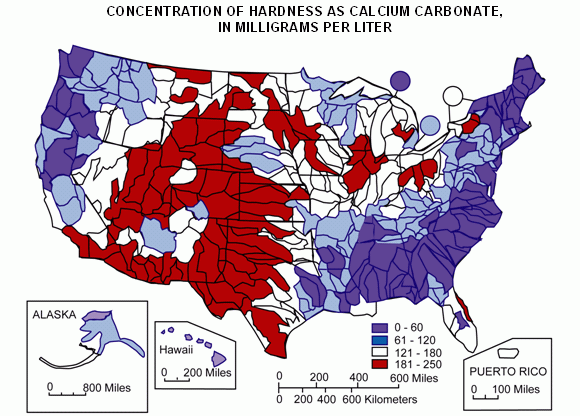 CONCENTRATION OF HARDNESS AS CALCIUM CARBONATE,
IN MILLIGRAMS PER LITER
ALASKA
0 800 Miles
Hawaii
0 200 Miles
0 - 60
61 - 120
121 - 180
181 - 250
0 200 400 600 Miles
0 200 400 600 Kilometers
PUERTO RICO
0 100 Miles